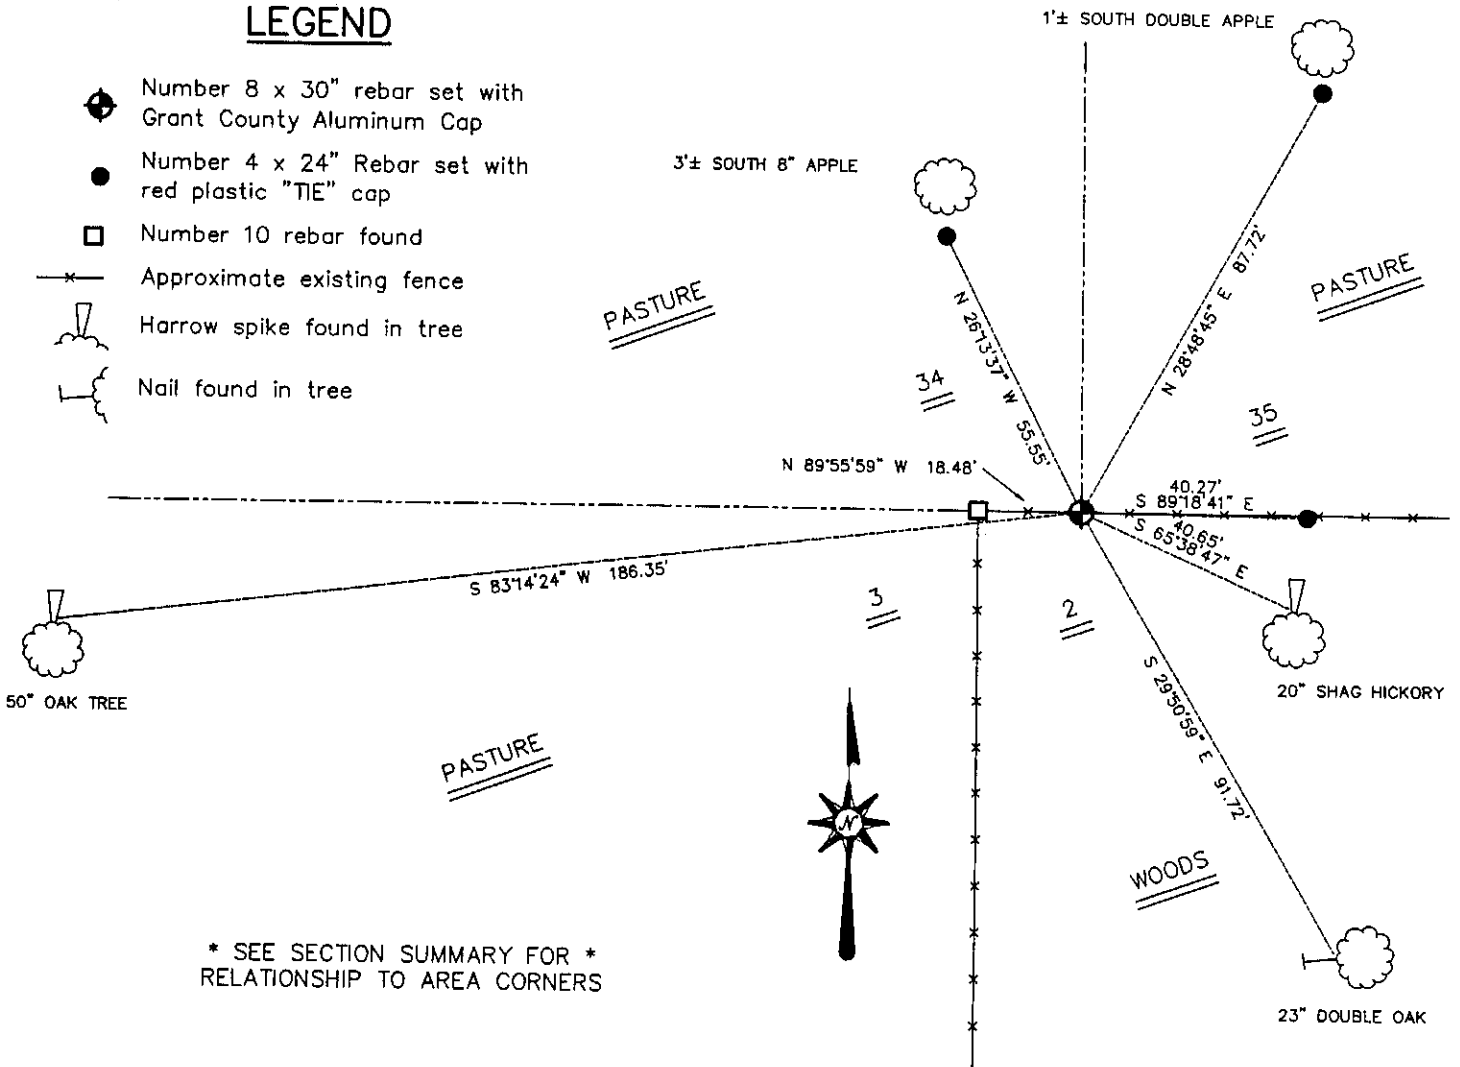 LEGEND
Number 8 x 30" rebar set with
Grant County Aluminum Cap
Number 4 x 24" Rebar set with
red plastic "TIE" cap
Number 10 rebar found
Approximate existing fence
Harrow spike found in tree
Nail found in tree
1'± SOUTH DOUBLE APPLE
3'± SOUTH 8" APPLE
PASTURE
PASTURE
N 26°13'37" W 55.55'
N 28°48'45" E 87.72'
34
35
N 89°55'59" W 18.48'
40.27'
S 89°18'41" E
40.65'
S 65°38'47" E
S 83°14'24" W 186.35'
3
2
50" OAK TREE
20" SHAG HICKORY
S 29°50'59" E 91.72'
PASTURE
N
WOODS
* SEE SECTION SUMMARY FOR *
RELATIONSHIP TO AREA CORNERS
23" DOUBLE OAK